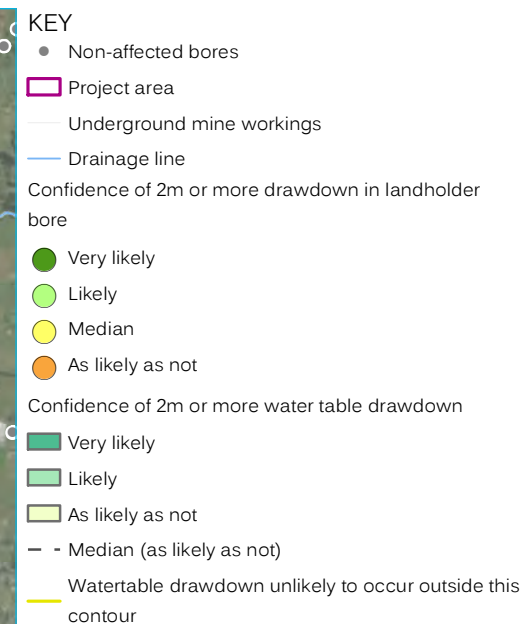 KEY
Non-affected bores
Project area
Underground mine workings
Drainage line
Confidence of 2m or more drawdown in landholder
bore
Very likely
Likely
Median
As likely as not
Confidence of 2m or more water table drawdown
Very likely
Likely
As likely as not
Median (as likely as not)
Watertable drawdown unlikely to occur outside this
contour